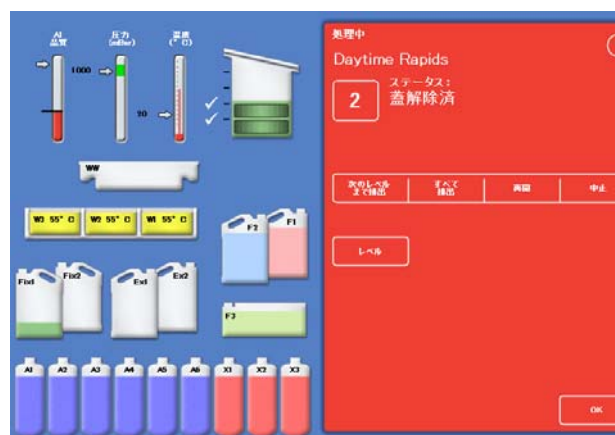 AI
品質
圧力
(mBar)
温度
(° C)
1000
90
WW
W3 55° C
W2 55° C
W1 55° C
F2
F1
Fix1
Fix2
Ex1
Ex2
F3
A1
A2
A3
A4
A5
A6
X1
X2
X3
処理中
Daytime Rapids
2
ステータス:
蓋解除済
次のレベル
まで排出
すべて
排出
再開
中止
レベル
OK